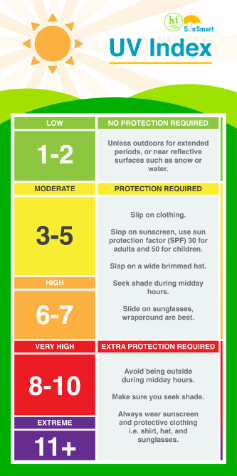 hi
SunSmart
UV Index
LOW
NO PROTECTION REQUIRED
1-2
Unless outdoors for extended
periods, or near reflective
surfaces such as snow or
water.
MODERATE
PROTECTION REQUIRED
3-5
Slip on clothing.
Slop on sunscreen, use sun
protection factor (SPF) 30 for
adults and 50 for children.
Slap on a wide brimmed hat.
HIGH
Seek shade during midday
hours.
6-7
Slide on sunglasses,
wraparound are best.
VERY HIGH
EXTRA PROTECTION REQUIRED
8-10
Avoid being outside
during midday hours.
Make sure you seek shade.
Always wear sunscreen
and protective clothing
i.e. shirt, hat, and
sunglasses.
EXTREME
11+